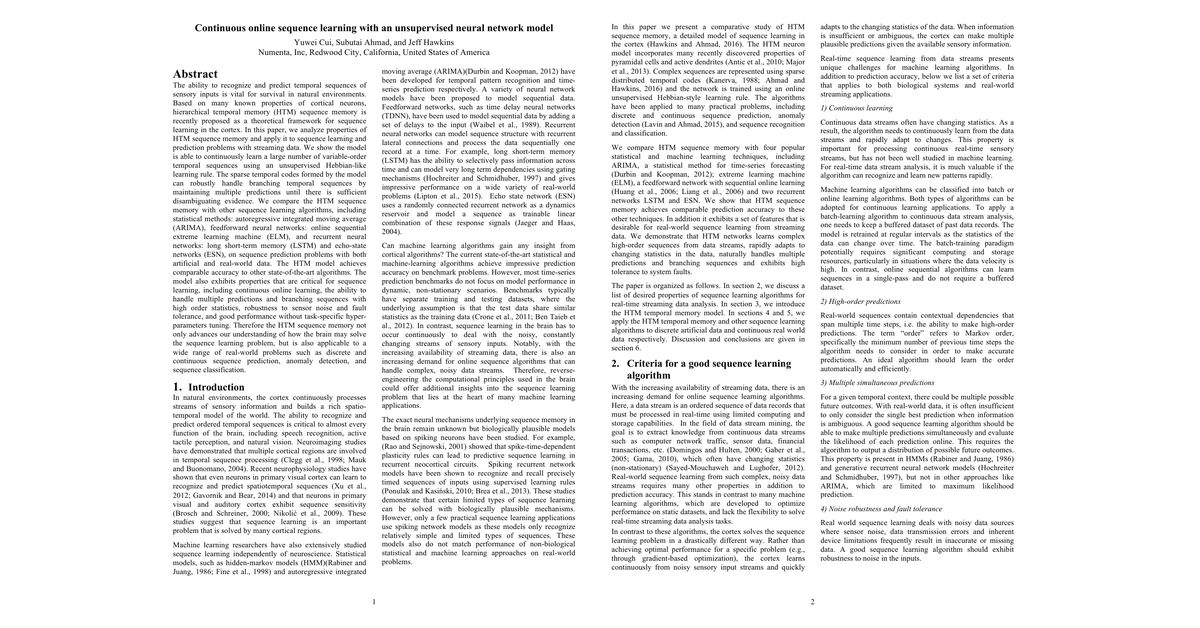 Continuous online sequence learning with an unsupervised neural network model
Yuwei Cui, Subutai Ahmad, and Jeff Hawkins
Numenta, Inc, Redwood City, California, United States of America
Abstract
The ability to recognize and predict temporal sequences of
sensory inputs is vital for survival in natural environments.
Based on many known properties of cortical neurons,
hierarchical temporal memory (HTM) sequence memory is
recently proposed as a theoretical framework for sequence
learning in the cortex. In this paper, we analyze properties of
HTM sequence memory and apply it to sequence learning and
prediction problems with streaming data. We show the model
is able to continuously learn a large number of variable-order
temporal sequences using an unsupervised Hebbian-like
learning rule. The sparse temporal codes formed by the model
can robustly handle branching temporal sequences by
maintaining multiple predictions until there is sufficient
disambiguating evidence. We compare the HTM sequence
memory with other sequence learning algorithms, including
statistical methods: autoregressive integrated moving average
(ARIMA), feedforward neural networks: online sequential
extreme learning machine (ELM), and recurrent neural
networks: long short-term memory (LSTM) and echo-state
networks (ESN), on sequence prediction problems with both
artificial and real-world data. The HTM model achieves
comparable accuracy to other state-of-the-art algorithms. The
model also exhibits properties that are critical for sequence
learning, including continuous online learning, the ability to
handle multiple predictions and branching sequences with
high order statistics, robustness to sensor noise and fault
tolerance, and good performance without task-specific hyper-
parameters tuning. Therefore the HTM sequence memory not
only advances our understanding of how the brain may solve
the sequence learning problem, but is also applicable to a
wide range of real-world problems such as discrete and
continuous sequence prediction, anomaly detection, and
sequence classification.
1. Introduction
In natural environments, the cortex continuously processes
streams of sensory information and builds a rich spatio-
temporal model of the world. The ability to recognize and
predict ordered temporal sequences is critical to almost every
function of the brain, including speech recognition, active
tactile perception, and natural vision. Neuroimaging studies
have demonstrated that multiple cortical regions are involved
in temporal sequence processing (Clegg et al., 1998; Mauk
and Buonomano, 2004). Recent neurophysiology studies have
shown that even neurons in primary visual cortex can learn to
recognize and predict spatiotemporal sequences (Xu et al.,
2012; Gavornik and Bear, 2014) and that neurons in primary
visual and auditory cortex exhibit sequence sensitivity
(Brosch and Schreiner, 2000; Nikolić et al., 2009). These
studies suggest that sequence learning is an important
problem that is solved by many cortical regions.
Machine learning researchers have also extensively studied
sequence learning independently of neuroscience. Statistical
models, such as hidden-markov models (HMM)(Rabiner and
Juang, 1986; Fine et al., 1998) and autoregressive integrated
moving average (ARIMA)(Durbin and Koopman, 2012) have
been developed for temporal pattern recognition and time-
series prediction respectively. A variety of neural network
models have been proposed to model sequential data.
Feedforward networks, such as time delay neural networks
(TDNN), have been used to model sequential data by adding a
set of delays to the input (Waibel et al., 1989). Recurrent
neural networks can model sequence structure with recurrent
lateral connections and process the data sequentially one
record at a time. For example, long short-term memory
(LSTM) has the ability to selectively pass information across
time and can model very long term dependencies using gating
mechanisms (Hochreiter and Schmidhuber, 1997) and gives
impressive performance on a wide variety of real-world
problems (Lipton et al., 2015). Echo state network (ESN)
uses a randomly connected recurrent network as a dynamics
reservoir and model a sequence as trainable linear
combination of these response signals (Jaeger and Haas,
2004).
Can machine learning algorithms gain any insight from
cortical algorithms? The current state-of-the-art statistical and
machine-learning algorithms achieve impressive prediction
accuracy on benchmark problems. However, most time-series
prediction benchmarks do not focus on model performance in
dynamic, non-stationary scenarios. Benchmarks typically
have separate training and testing datasets, where the
underlying assumption is that the test data share similar
statistics as the training data (Crone et al., 2011; Ben Taieb et
al., 2012). In contrast, sequence learning in the brain has to
occur continuously to deal with the noisy, constantly
changing streams of sensory inputs. Notably, with the
increasing availability of streaming data, there is also an
increasing demand for online sequence algorithms that can
handle complex, noisy data streams. Therefore, reverse-
engineering the computational principles used in the brain
could offer additional insights into the sequence learning
problem that lies at the heart of many machine learning
applications.
The exact neural mechanisms underlying sequence memory in
the brain remain unknown but biologically plausible models
based on spiking neurons have been studied. For example,
(Rao and Sejnowski, 2001) showed that spike-time-dependent
plasticity rules can lead to predictive sequence learning in
recurrent neocortical circuits. Spiking recurrent network
models have been shown to recognize and recall precisely
timed sequences of inputs using supervised learning rules
(Ponulak and Kasiński, 2010; Brea et al., 2013). These studies
demonstrate that certain limited types of sequence learning
can be solved with biologically plausible mechanisms.
However, only a few practical sequence learning applications
use spiking network models as these models only recognize
relatively simple and limited types of sequences. These
models also do not match performance of non-biological
statistical and machine learning approaches on real-world
problems.
1
In this paper we present a comparative study of HTM
sequence memory, a detailed model of sequence learning in
the cortex (Hawkins and Ahmad, 2016). The HTM neuron
model incorporates many recently discovered properties of
pyramidal cells and active dendrites (Antic et al., 2010; Major
et al., 2013). Complex sequences are represented using sparse
distributed temporal codes (Kanerva, 1988; Ahmad and
Hawkins, 2016) and the network is trained using an online
unsupervised Hebbian-style learning rule. The algorithms
have been applied to many practical problems, including
discrete and continuous sequence prediction, anomaly
detection (Lavin and Ahmad, 2015), and sequence recognition
and classification.
We compare HTM sequence memory with four popular
statistical and machine learning techniques, including
ARIMA, a statistical method for time-series forecasting
(Durbin and Koopman, 2012); extreme learning machine
(ELM), a feedforward network with sequential online learning
(Huang et al., 2006; Liang et al., 2006) and two recurrent
networks LSTM and ESN. We show that HTM sequence
memory achieves comparable prediction accuracy to these
other techniques. In addition it exhibits a set of features that is
desirable for real-world sequence learning from streaming
data. We demonstrate that HTM networks learns complex
high-order sequences from data streams, rapidly adapts to
changing statistics in the data, naturally handles multiple
predictions and branching sequences and exhibits high
tolerance to system faults.
The paper is organized as follows. In section 2, we discuss a
list of desired properties of sequence learning algorithms for
real-time streaming data analysis. In section 3, we introduce
the HTM temporal memory model. In sections 4 and 5, we
apply the HTM temporal memory and other sequence learning
algorithms to discrete artificial data and continuous real world
data respectively. Discussion and conclusions are given in
section 6.
2. Criteria for a good sequence learning
algorithm
With the increasing availability of streaming data, there is an
increasing demand for online sequence learning algorithms.
Here, a data stream is an ordered sequence of data records that
must be processed in real-time using limited computing and
storage capabilities. In the field of data stream mining, the
goal is to extract knowledge from continuous data streams
such as computer network traffic, sensor data, financial
transactions, etc. (Domingos and Hulten, 2000; Gaber et al.,
2005; Gama, 2010), which often have changing statistics
(non-stationary) (Sayed-Mouchaweh and Lughofer, 2012).
Real-world sequence learning from such complex, noisy data
streams requires many other properties in addition to
prediction accuracy. This stands in contrast to many machine
learning algorithms, which are developed to optimize
performance on static datasets, and lack the flexibility to solve
real-time streaming data analysis tasks.
In contrast to these algorithms, the cortex solves the sequence
learning problem in a drastically different way. Rather than
achieving optimal performance for a specific problem (e.g.,
through gradient-based optimization), the cortex learns
continuously from noisy sensory input streams and quickly
adapts to the changing statistics of the data. When information
is insufficient or ambiguous, the cortex can make multiple
plausible predictions given the available sensory information.
Real-time sequence learning from data streams presents
unique challenges for machine learning algorithms. In
addition to prediction accuracy, below we list a set of criteria
that applies to both biological systems and real-world
streaming applications.
1) Continuous learning
Continuous data streams often have changing statistics. As a
result, the algorithm needs to continuously learn from the data
streams and rapidly adapt to changes. This property is
important for processing continuous real-time sensory
streams, but has not been well studied in machine learning.
For real-time data stream analysis, it is much valuable if the
algorithm can recognize and learn new patterns rapidly.
Machine learning algorithms can be classified into batch or
online learning algorithms. Both types of algorithms can be
adopted for continuous learning applications. To apply a
batch-learning algorithm to continuous data stream analysis,
one needs to keep a buffered dataset of past data records. The
model is retrained at regular intervals as the statistics of the
data can change over time. The batch-training paradigm
potentially requires significant computing and storage
resources, particularly in situations where the data velocity is
high. In contrast, online sequential algorithms can learn
sequences in a single-pass and do not require a buffered
dataset.
2) High-order predictions
Real-world sequences contain contextual dependencies that
span multiple time steps, i.e. the ability to make high-order
predictions. The term “order” refers to Markov order,
specifically the minimum number of previous time steps the
algorithm needs to consider in order to make accurate
predictions. An ideal algorithm should learn the order
automatically and efficiently.
3) Multiple simultaneous predictions
For a given temporal context, there could be multiple possible
future outcomes. With real-world data, it is often insufficient
to only consider the single best prediction when information
is ambiguous. A good sequence learning algorithm should be
able to make multiple predictions simultaneously and evaluate
the likelihood of each prediction online. This requires the
algorithm to output a distribution of possible future outcomes.
This property is present in HMMs (Rabiner and Juang, 1986)
and generative recurrent neural network models (Hochreiter
and Schmidhuber, 1997), but not in other approaches like
ARIMA, which are limited to maximum likelihood
prediction.
4) Noise robustness and fault tolerance
Real world sequence learning deals with noisy data sources
where sensor noise, data transmission errors and inherent
device limitations frequently result in inaccurate or missing
data. A good sequence learning algorithm should exhibit
robustness to noise in the inputs.
2